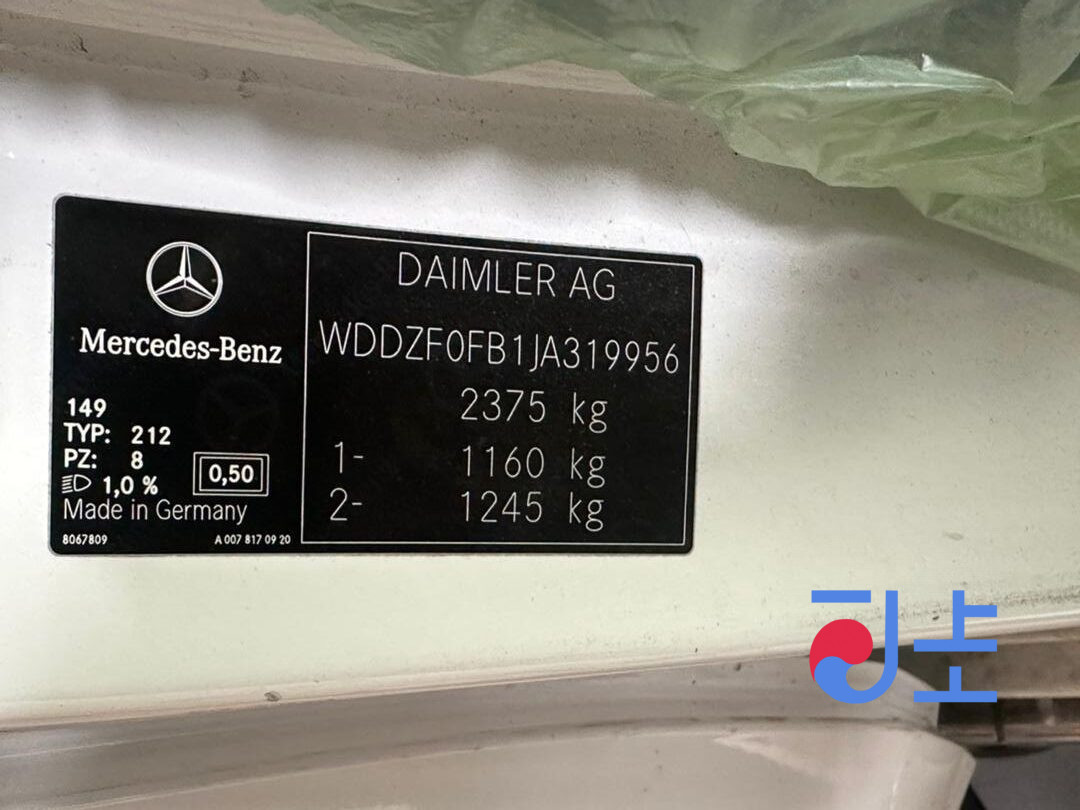 Mercedes-Benz
149
TYP: 212
PZ: 8
1,0 %
0,50
Made in Germany
8067809
A 007 817 09 20
DAIMLER AG
WDDZF0FB1JA319956
2375 kg
1- 1160 kg
2- 1245 kg